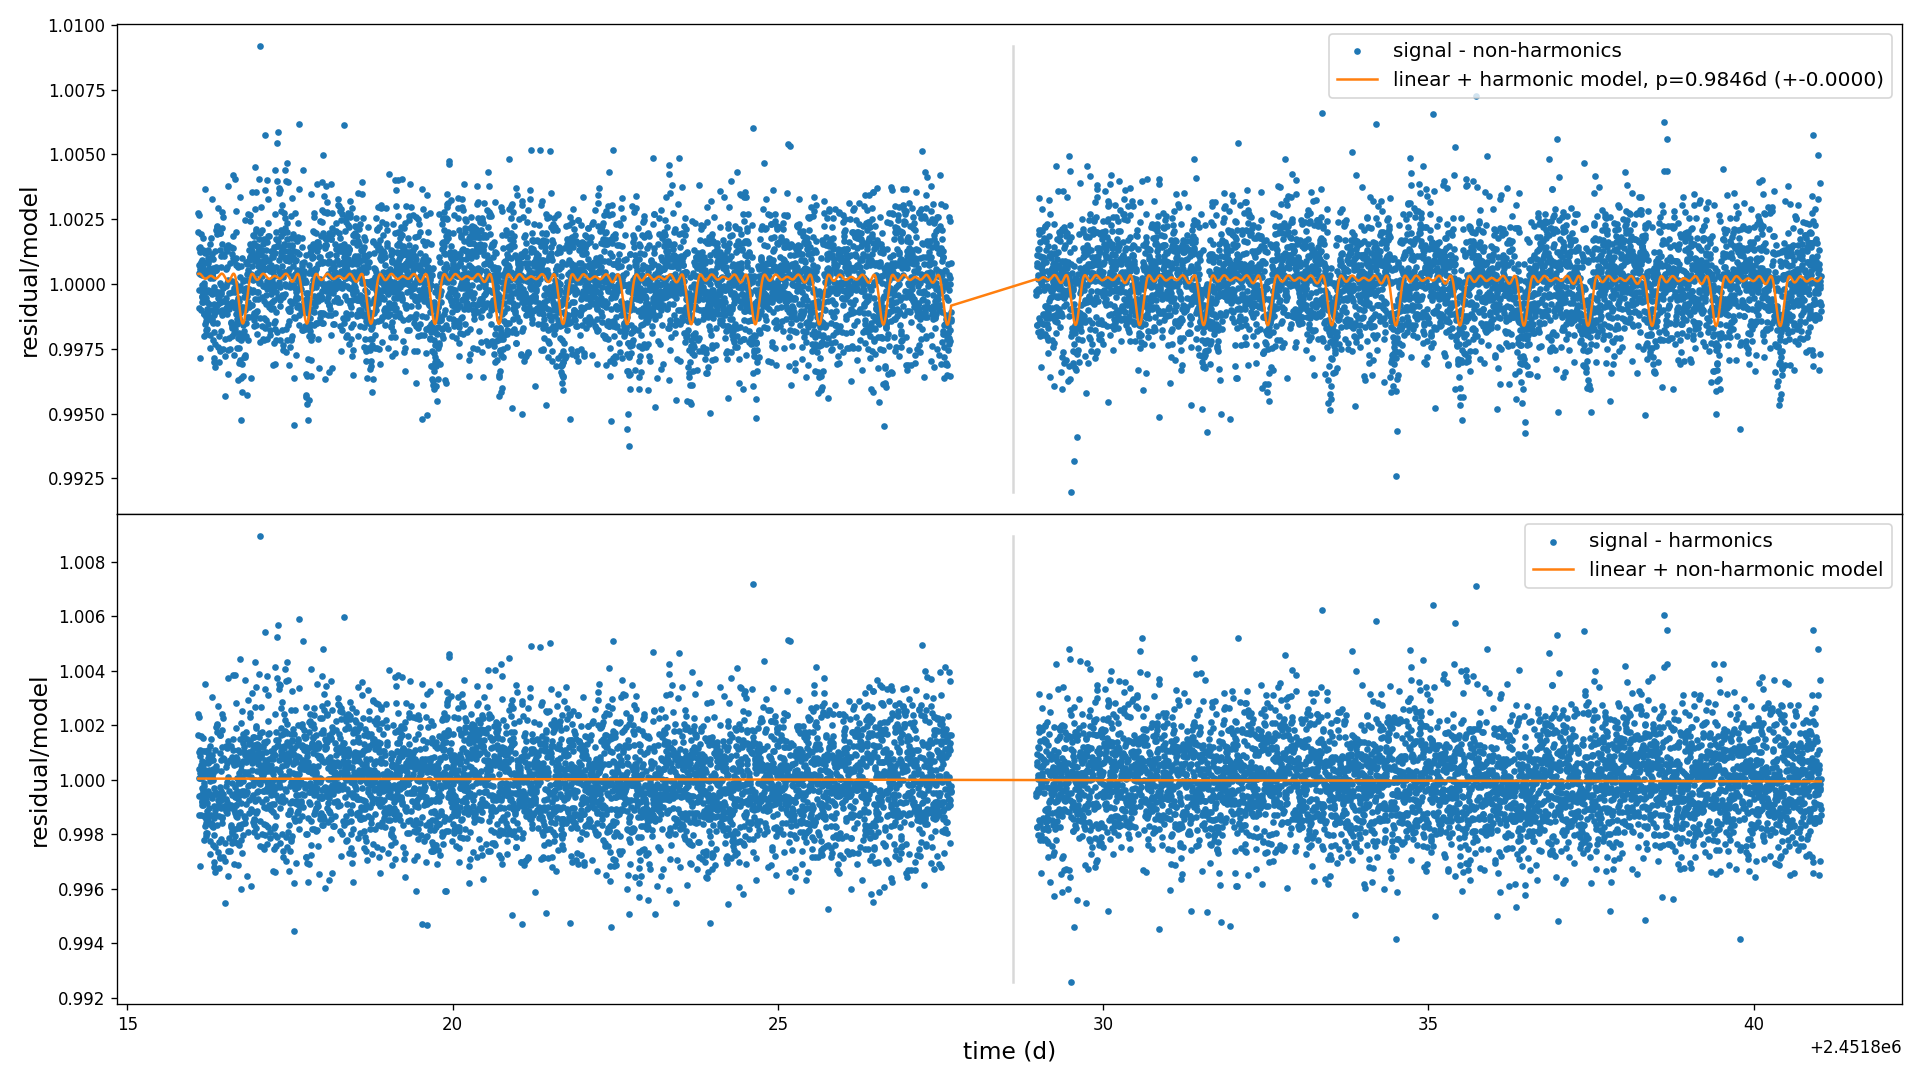 1.0100
1.0075
1.0050
1.0025
1.0000
0.9975
0.9950
0.9925
residual/model
signal - non-harmonics
linear + harmonic model, p=0.9846d (+-0.0000)
1.008
1.006
1.004
1.002
1.000
0.998
0.996
0.994
0.992
residual/model
signal - harmonics
linear + non-harmonic model
15 20 25 30 35 40
time (d)
+2.4518e6